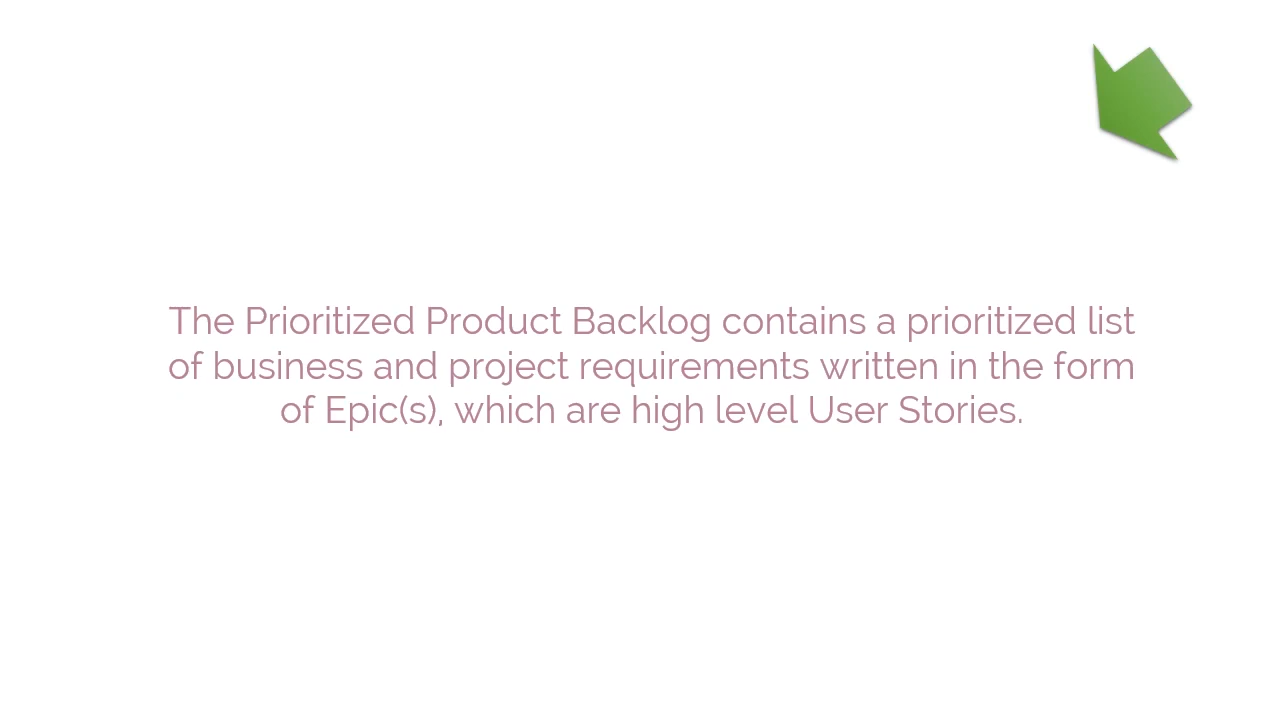 The Prioritized Product Backlog contains a prioritized list
of business and project requirements written in the form
of Epic(s), which are high level User Stories.